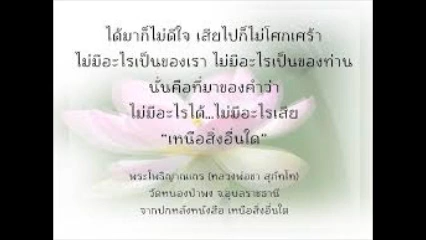 ได้มาก็ไม่ดีใจ เสียไปก็ไม่โศกเศร้า
ไม่มีอะไรเป็นของเรา ไม่มีอะไรเป็นของท่าน
นั่นคือที่มาของคำว่า
ไม่มีอะไรได้...ไม่มีอะไรเสีย
"เหนือสิ่งอื่นใด"
พระโพธิญาณเถร (หลวงพ่อชา สุภัทโท)
วัดหนองป่าพง จ.อุบลราชธานี
จากปกหลังหนังสือ เหนือสิ่งอื่นใด